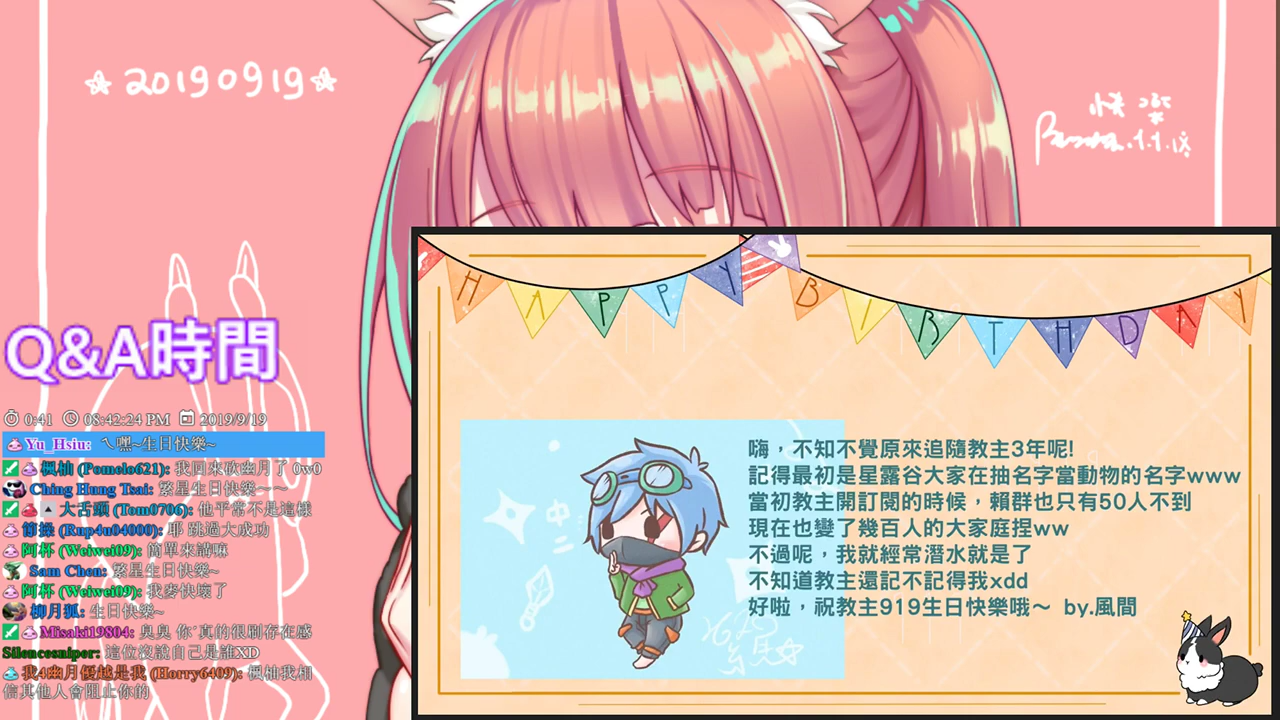 ☆20190919☆
快樂
HAPPY BIRTHDAY
Q&A時間
0:41 08:42:24 PM 2019/9/19
Yu_Hsiu: ㄟ嘿~生日快樂~
楓柚 (Pomelo621): 我回來砍幽月了 0w0
Ching Hung Tsai: 繁星生日快樂~~
大舌頭 (Tom0706): 他平常不是這樣
節操 (Rup4u04000): 耶 跳過大成功
阿杯 (Weiwei09): 簡單來講嘛
Sam Chen: 繁星生日快樂~
阿杯 (Weiwei09): 我麥快壞了
柳月狐: 生日快樂~
Misaki19804: 臭臭 你~真的很刷存在感
Silencesniper: 這位沒說自己是誰XD
我4幽月優越是我 (Horry6409): 楓柚我相
信其他人會阻止你的
嗨，不知不覺原來追隨教主3年呢!
記得最初是星露谷大家在抽名字當動物的名字www
當初教主開訂閱的時候，賴群也只有50人不到
現在也變了幾百人的大家庭捏ww
不過呢，我就經常潛水就是了
不知道教主還記不記得我xdd
好啦，祝教主919生日快樂哦～ by.風間